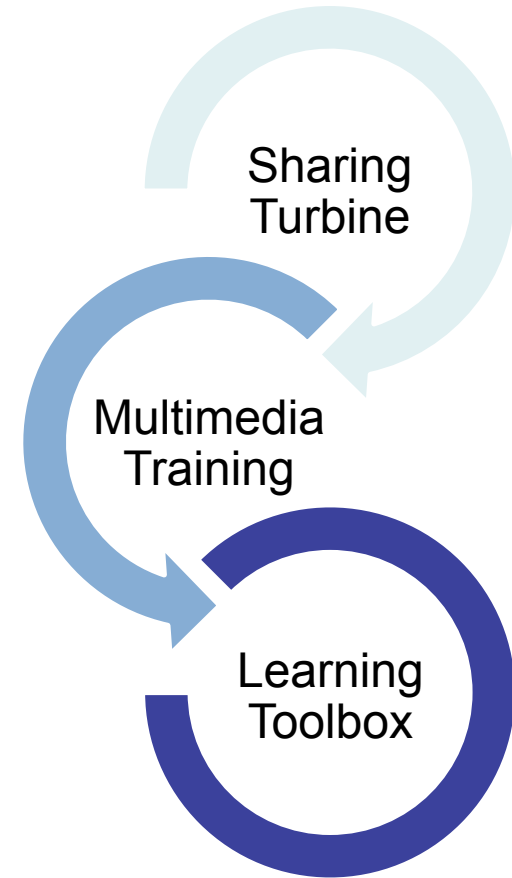 Sharing
Turbine
Multimedia
Training
Learning
Toolbox